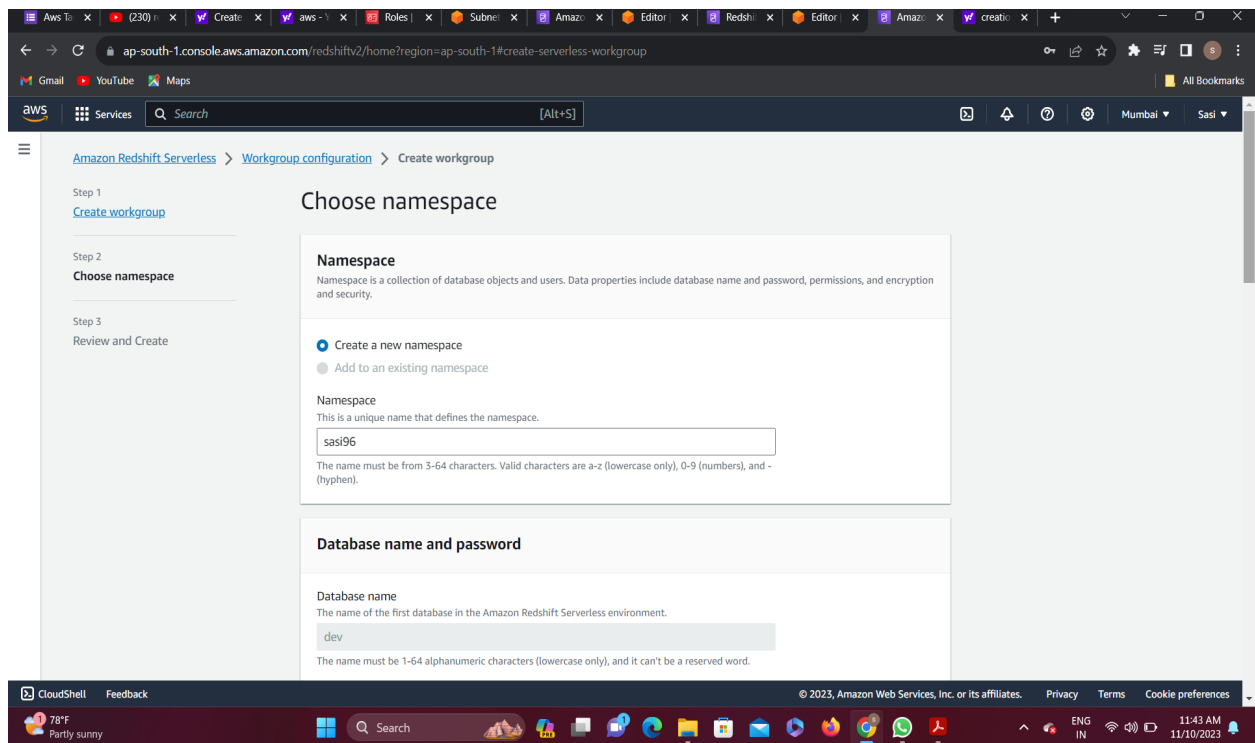 Aws Ta
(230) r
Create
aws - Y
Roles |
Subnet
Amazo
Editor |
Redshi
Editor |
Amazo
creatio
ap-south-1.console.aws.amazon.com/redshiftv2/home?region=ap-south-1#create-serverless-workgroup
S
Gmail YouTube Maps All Bookmarks
aws Services Search [Alt+S] Mumbai Sasi
Amazon Redshift Serverless > Workgroup configuration > Create workgroup
Step 1
Create workgroup
Step 2
Choose namespace
Step 3
Review and Create
Choose namespace
Namespace
Namespace is a collection of database objects and users. Data properties include database name and password, permissions, and encryption
and security.
Create a new namespace
Add to an existing namespace
Namespace
This is a unique name that defines the namespace.
sasi96
The name must be from 3-64 characters. Valid characters are a-z (lowercase only), 0-9 (numbers), and -
(hyphen).
Database name and password
Database name
The name of the first database in the Amazon Redshift Serverless environment.
dev
The name must be 1-64 alphanumeric characters (lowercase only), and it can't be a reserved word.
CloudShell Feedback © 2023, Amazon Web Services, Inc. or its affiliates. Privacy Terms Cookie preferences
1
78°F
Partly sunny
Search
PRE
ENG
IN
11:43 AM
11/10/2023